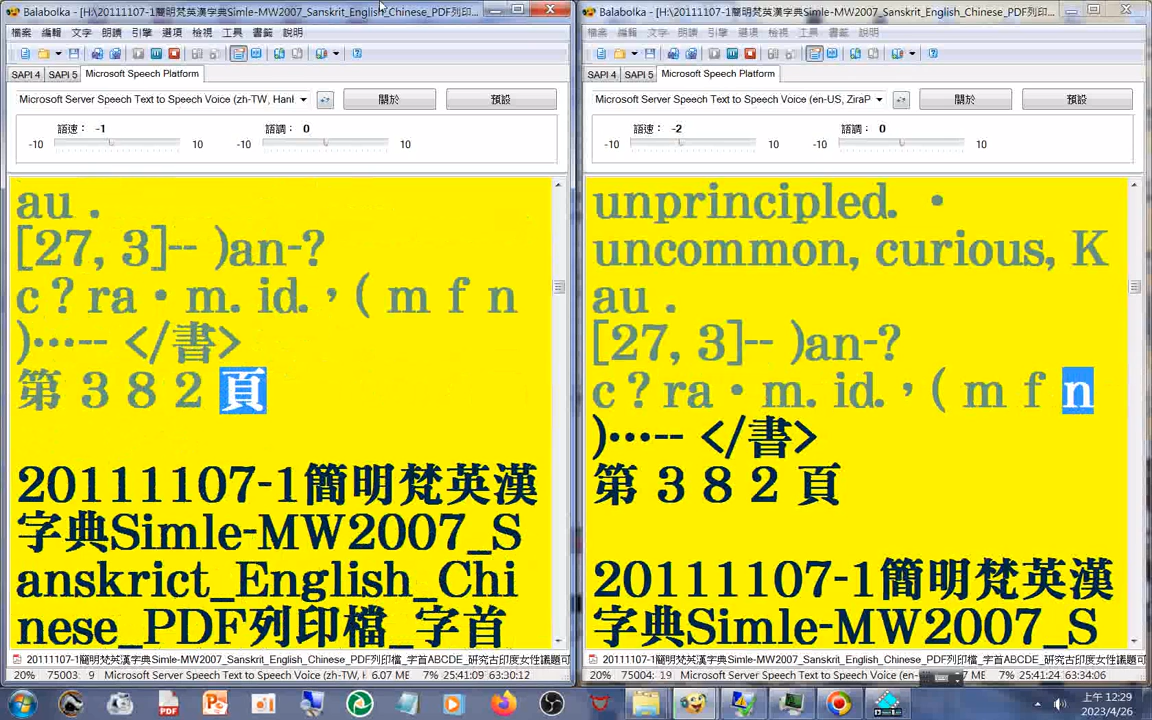 Balabolka - [H:\20111107-1簡明梵英漢字典Simle-MW2007_Sanskrit_English_Chinese_PDF列印...
檔案 編輯 文字 朗讀 引擎 選項 檢視 工具 書籤 說明
SAPI 4 SAPI 5 Microsoft Speech Platform
Microsoft Server Speech Text to Speech Voice (zh-TW, Hanl
關於 預設
語速： -1 語調： 0
-10 10 -10 10
au .
[27, 3]-- )an-?
c？ra・m. id.，( m f n
)…-- </書>
第 3 8 2 頁
20111107-1簡明梵英漢
字典Simle-MW2007_S
anskrict_English_Chi
nese_PDF列印檔_字首
20111107-1簡明梵英漢字典Simle-MW2007_Sanskrit_English_Chinese_PDF列印檔_字首ABCDE_研究古印度女性議題可
20% 75003: 9 Microsoft Server Speech Text to Speech Voice (zh-TW, H 6.07 MB 7% 25:41:09 63:30:12
Balabolka - [H:\20111107-1簡明梵英漢字典Simle-MW2007_Sanskrit_English_Chinese_PDF列印...
檔案 編輯 文字 朗讀 引擎 選項 檢視 工具 書籤 說明
SAPI 4 SAPI 5 Microsoft Speech Platform
Microsoft Server Speech Text to Speech Voice (en-US, ZiraP
關於 預設
語速： -2 語調： 0
-10 10 -10 10
unprincipled. ・
uncommon, curious, K
au .
[27, 3]-- )an-?
c？ra・m. id.，( m f n
)…-- </書>
第 3 8 2 頁
20111107-1簡明梵英漢
字典Simle-MW2007_S
20111107-1簡明梵英漢字典Simle-MW2007_Sanskrit_English_Chinese_PDF列印檔_字首ABCDE_研究古印度女性議題可
20% 75004: 19 Microsoft Server Speech Text to Speech Voice (en-US 7% 25:41:24 63:34:06
上午 12:29
2023/4/26